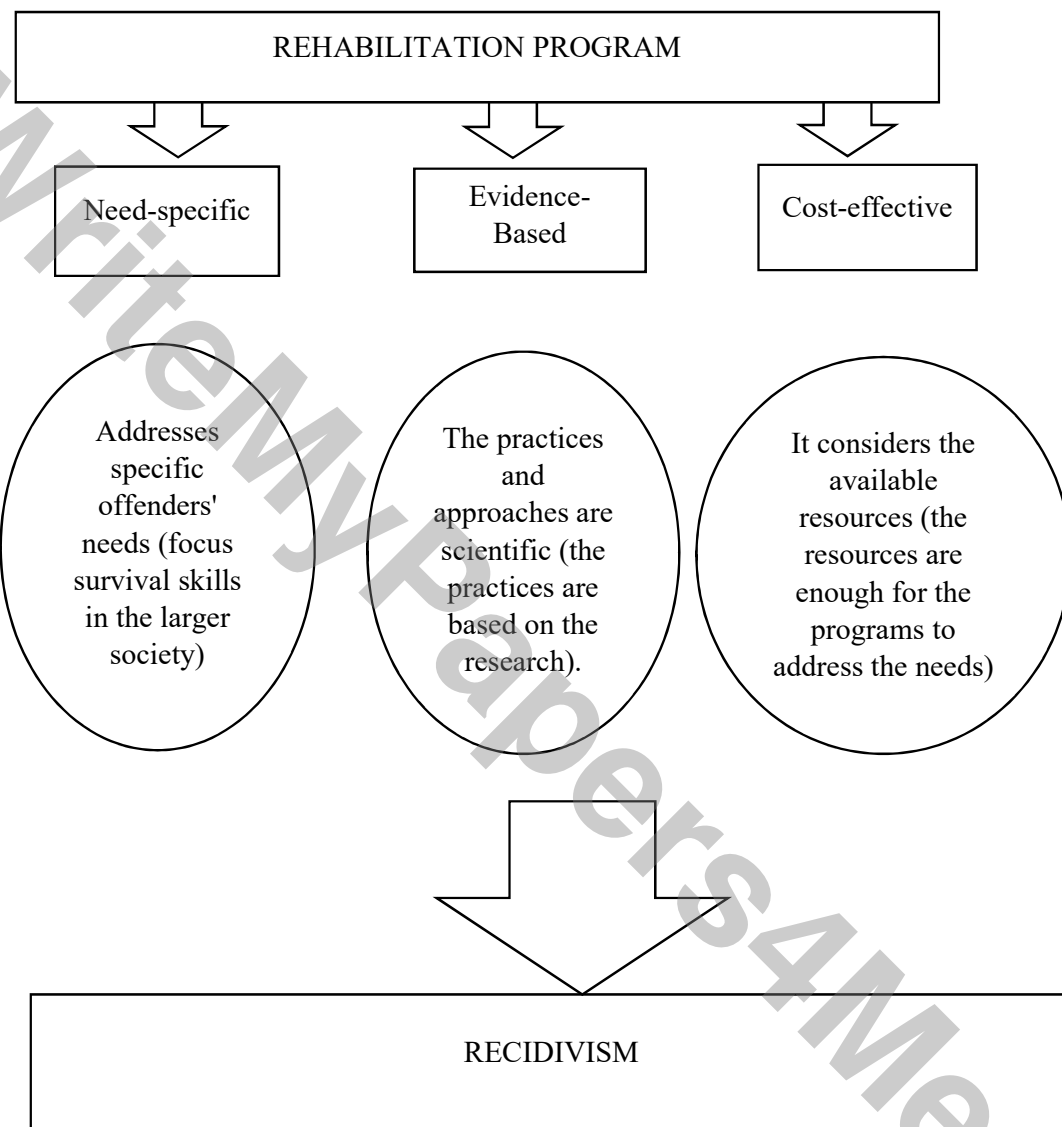 REHABILITATION PROGRAM
Need-specific
Evidence-
Based
Cost-effective
Addresses
specific
offenders'
needs (focus
survival skills
in the larger
society)
The practices
and
approaches are
scientific (the
practices are
based on the
research).
It considers the
available
resources (the
resources are
enough for the
programs to
address the needs)
RECIDIVISM
writeMyPapers4Me